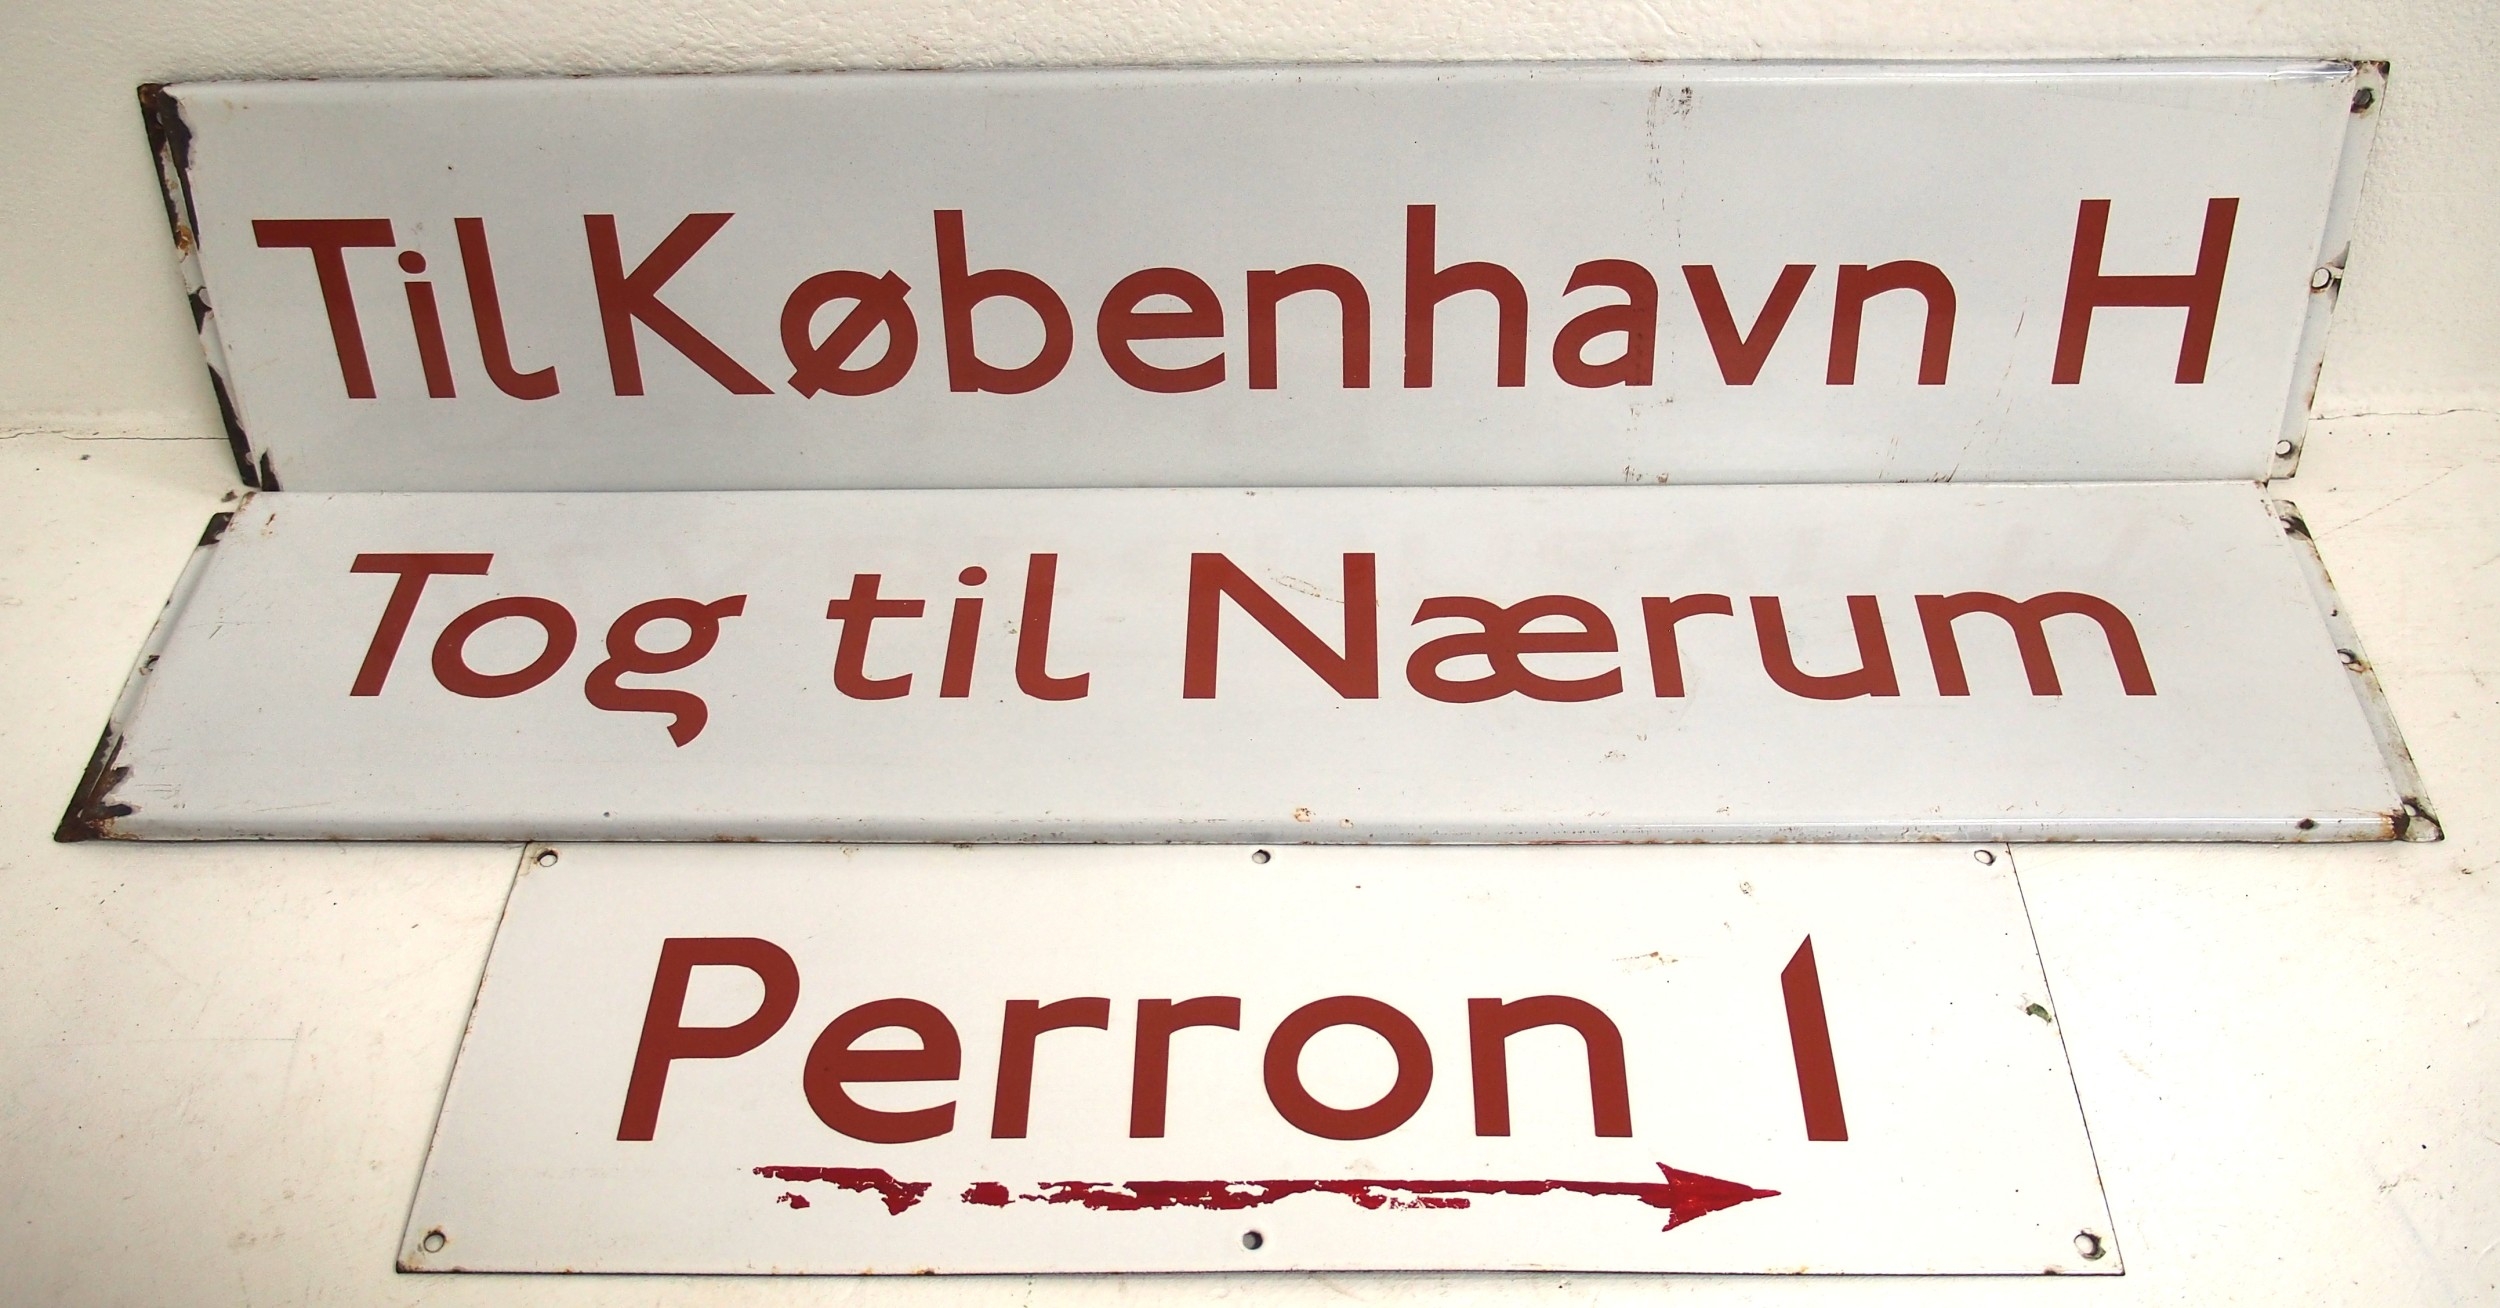 Til København H
Tog til Nærum
Perron 1